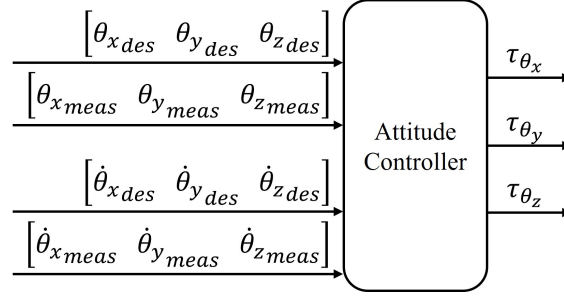 [θ_{x_{des}} θ_{y_{des}} θ_{z_{des}}]
[θ_{x_{meas}} θ_{y_{meas}} θ_{z_{meas}}]
[θ̇_{x_{des}} θ̇_{y_{des}} θ̇_{z_{des}}]
[θ̇_{x_{meas}} θ̇_{y_{meas}} θ̇_{z_{meas}}]
Attitude
Controller
τ_{θ_x}
τ_{θ_y}
τ_{θ_z}